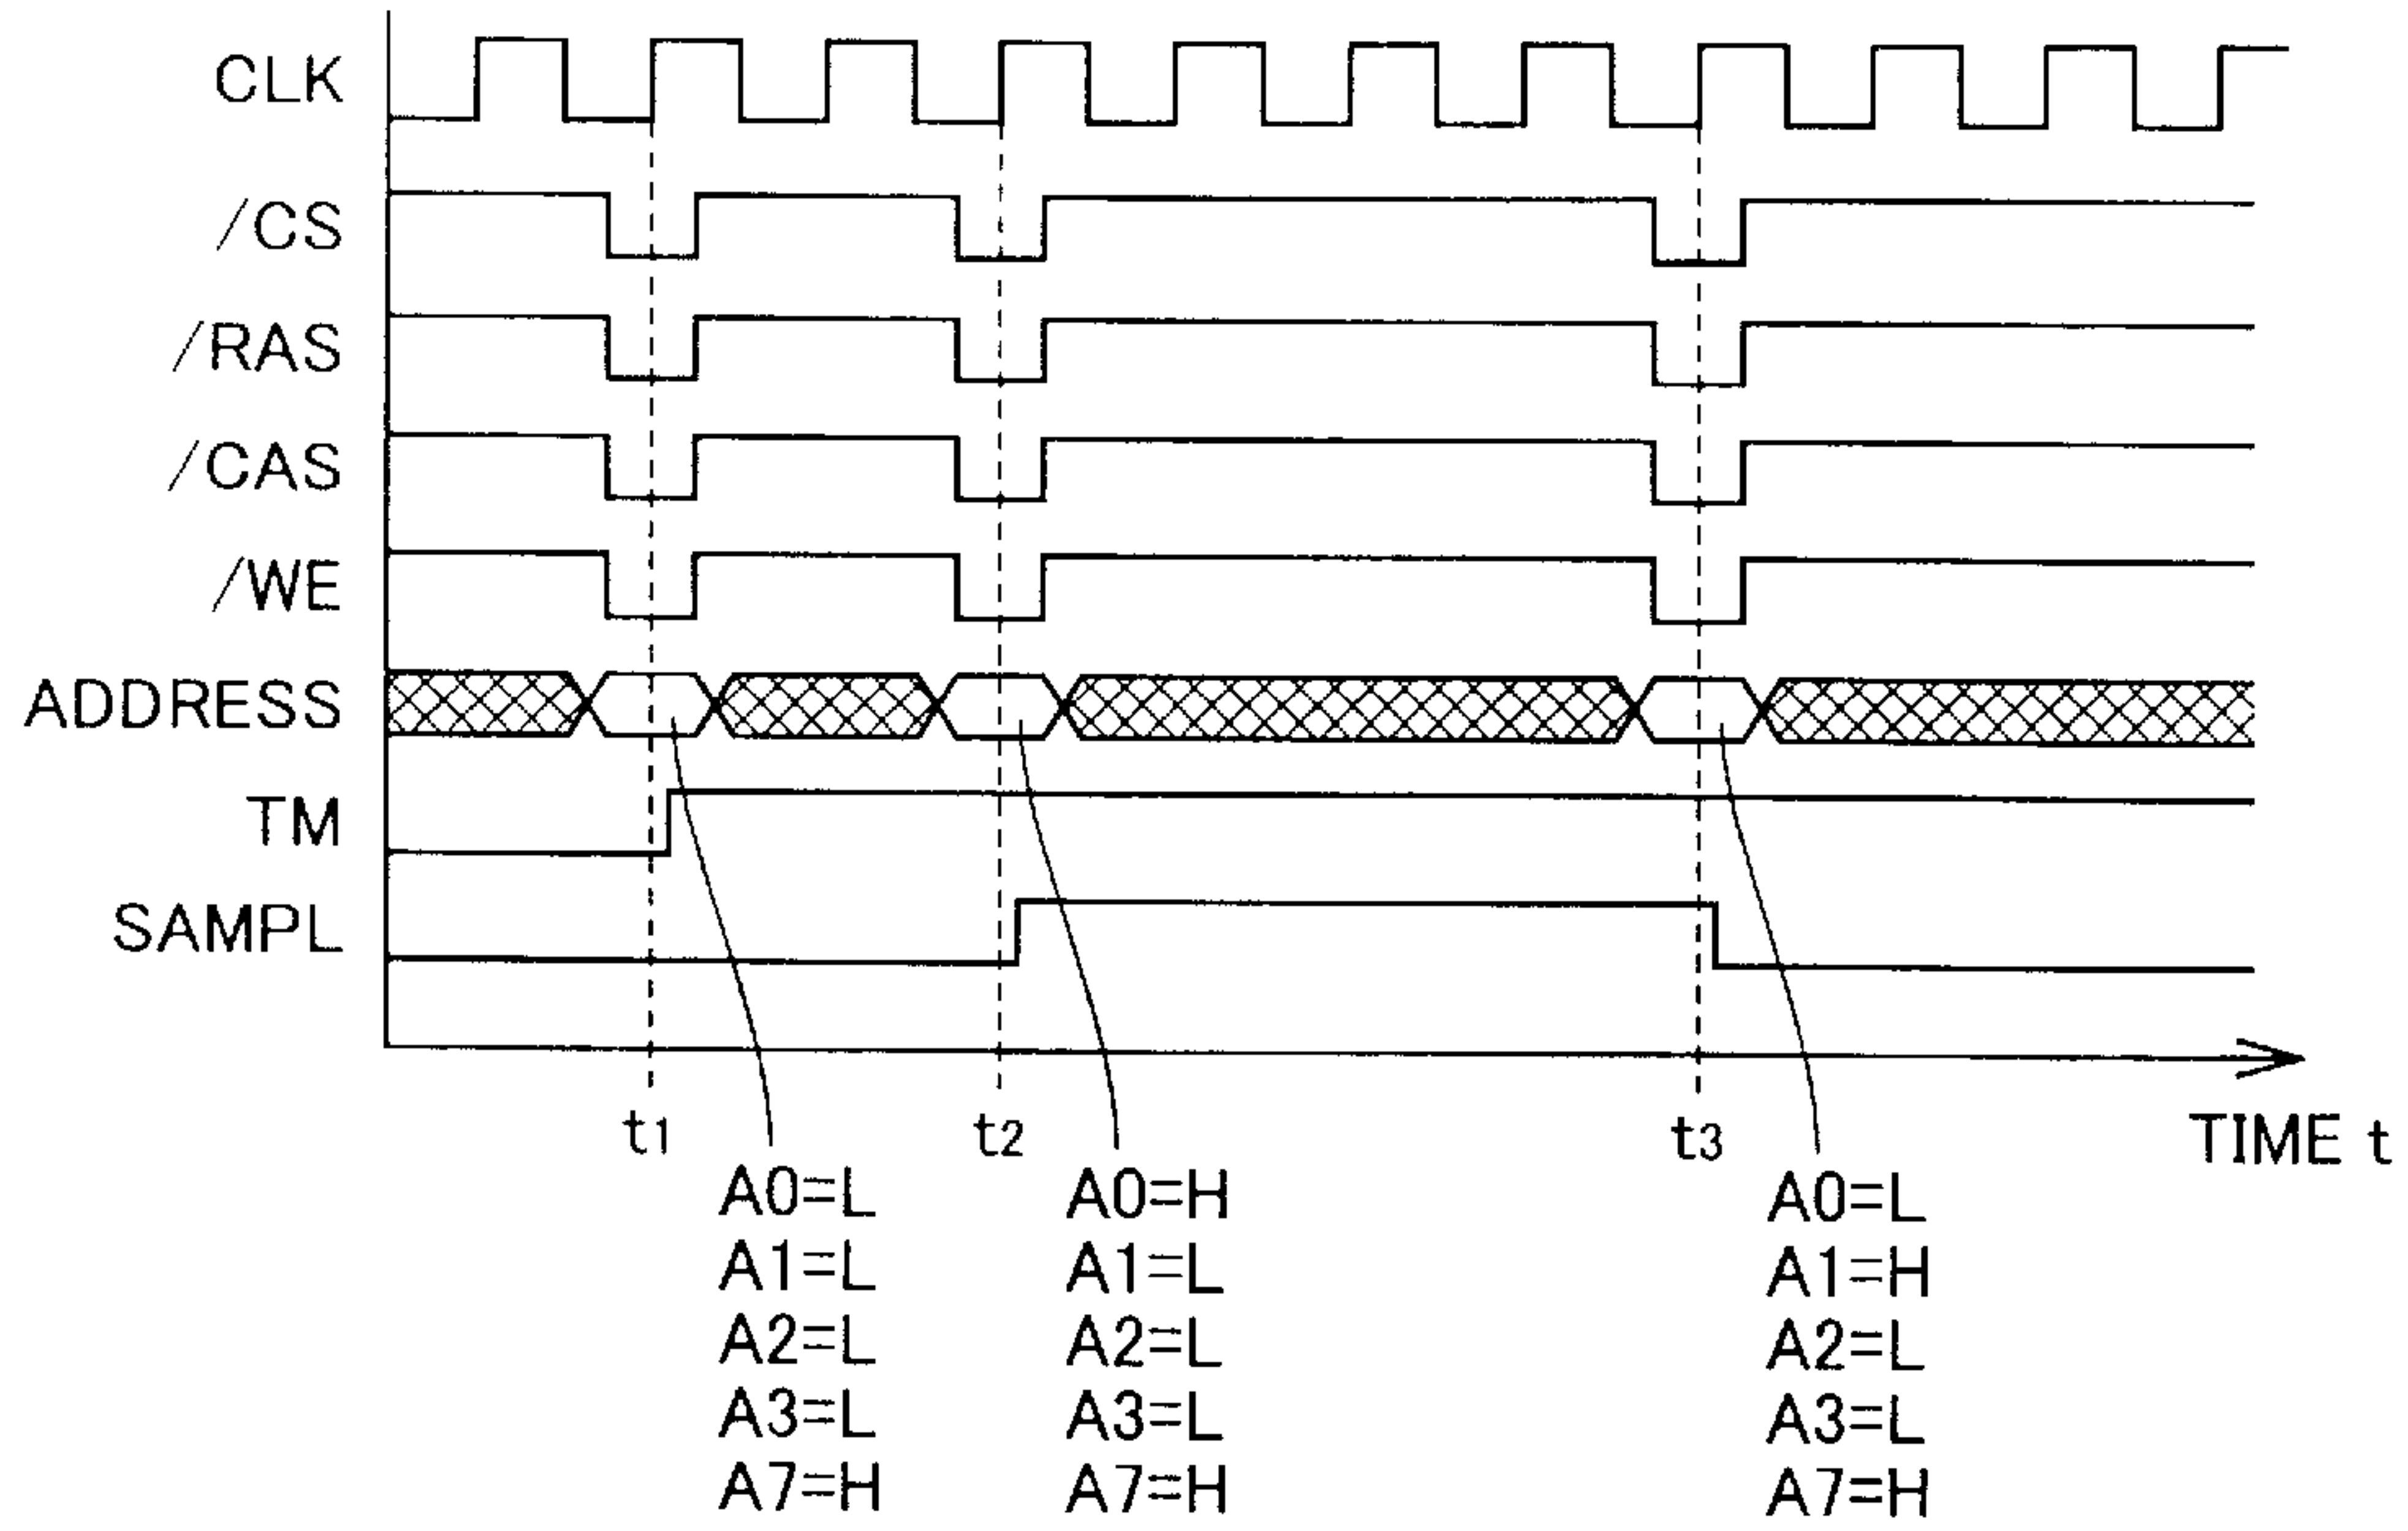 CLK
/CS
/RAS
/CAS
/WE
ADDRESS
TM
SAMPL
t1 t2 t3 TIME t
A0=L A0=H A0=L
A1=L A1=L A1=H
A2=L A2=L A2=L
A3=L A3=L A3=L
A7=H A7=H A7=H